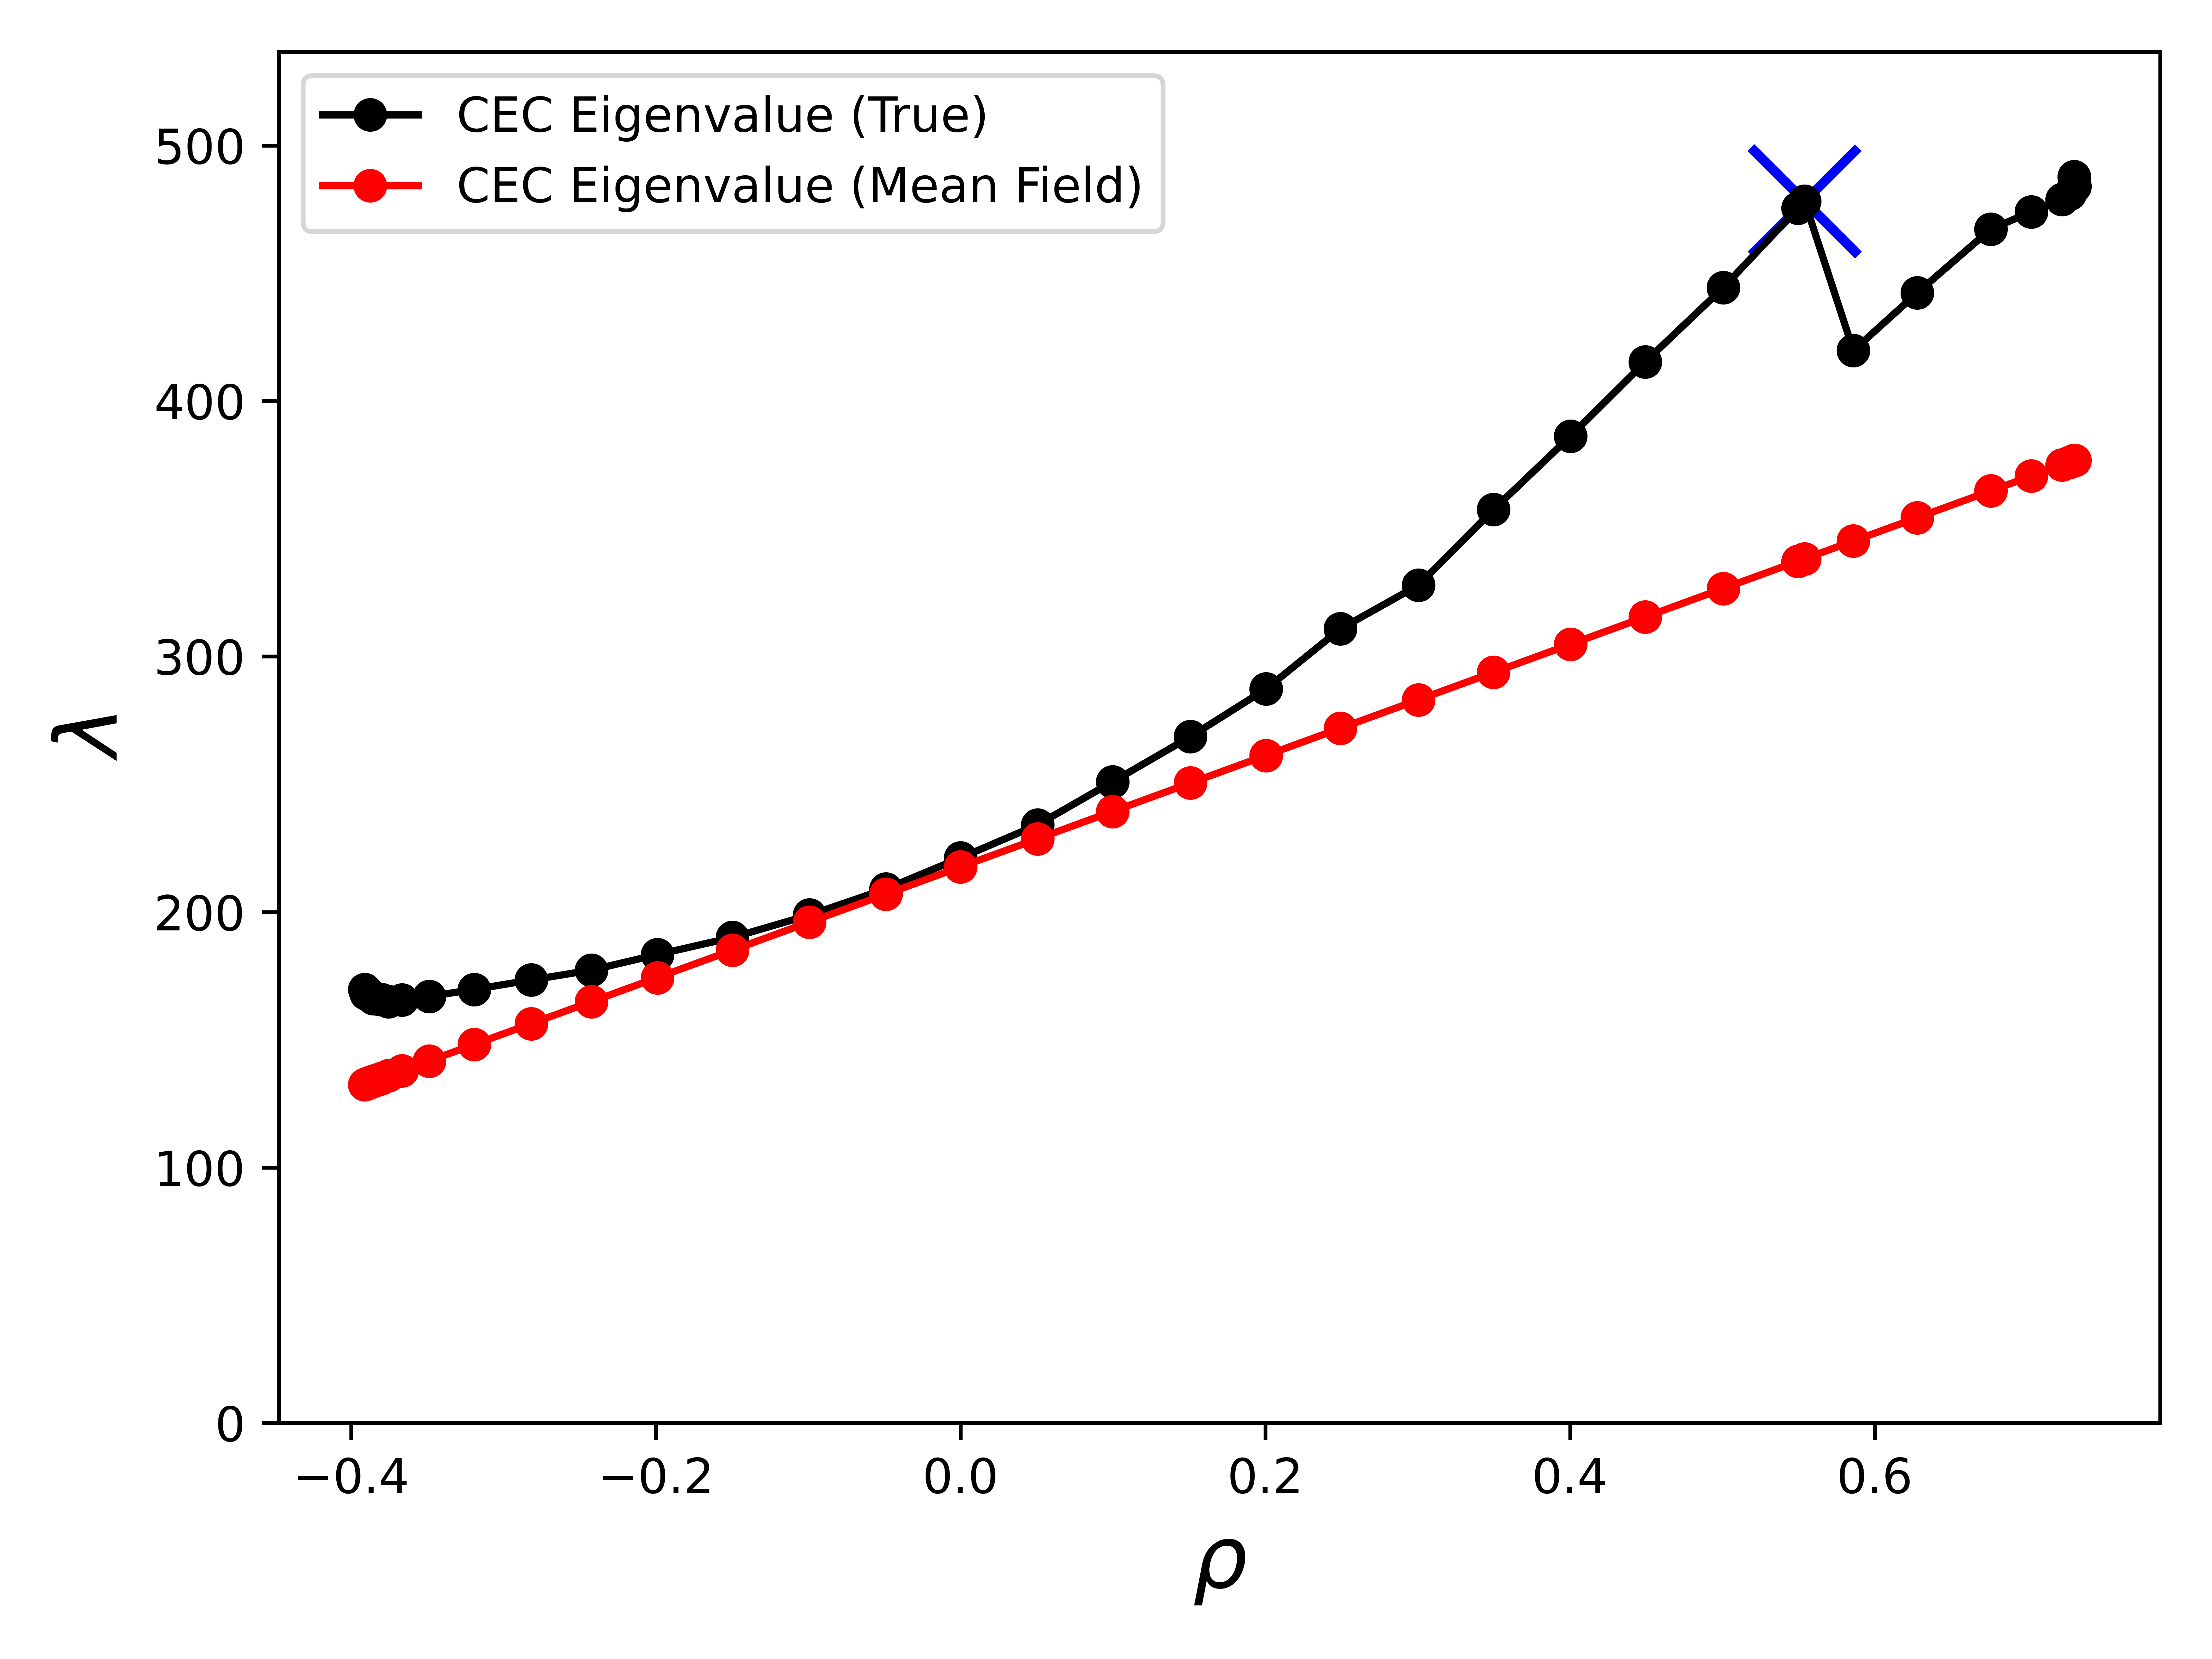 CEC Eigenvalue (True)
CEC Eigenvalue (Mean Field)
500
400
300
200
100
0
λ
−0.4 −0.2 0.0 0.2 0.4 0.6
ρ